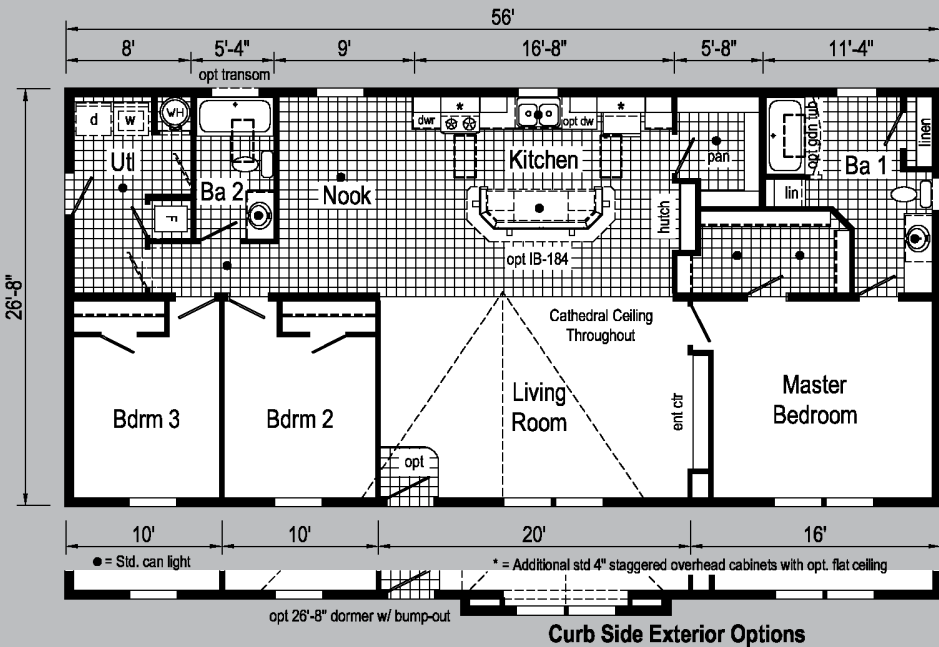 56'
8' 5'-4" 9' 16'-8" 5'-8" 11'-4"
opt transom
26'-8"
d w WH
dwr * opt dw *
Utl
Ba 2
Nook
Kitchen
pan
opt gdn tub
Ba 1
linen
lin
F
hutch
opt IB-184
Cathedral Ceiling
Throughout
Bdrm 3
Bdrm 2
Living
Room
ent ctr
Master
Bedroom
opt
10' 10' 20' 16'
● = Std. can light
* = Additional std 4" staggered overhead cabinets with opt. flat ceiling
opt 26'-8" dormer w/ bump-out
Curb Side Exterior Options